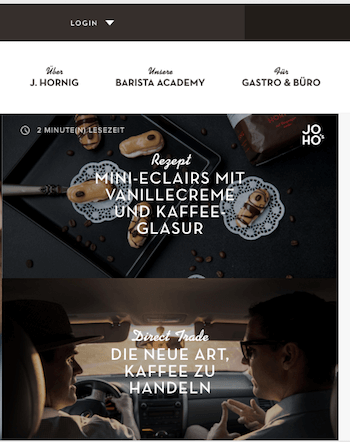 LOGIN
Über
J. HORNIG
Unsere
BARISTA ACADEMY
Für
GASTRO & BÜRO
2 MINUTE(N) LESEZEIT
JO
HO's
Rezept
MINI-ECLAIRS MIT
VANILLECREME
UND KAFFEE-
GLASUR
Direct Trade
DIE NEUE ART,
KAFFEE ZU
HANDELN